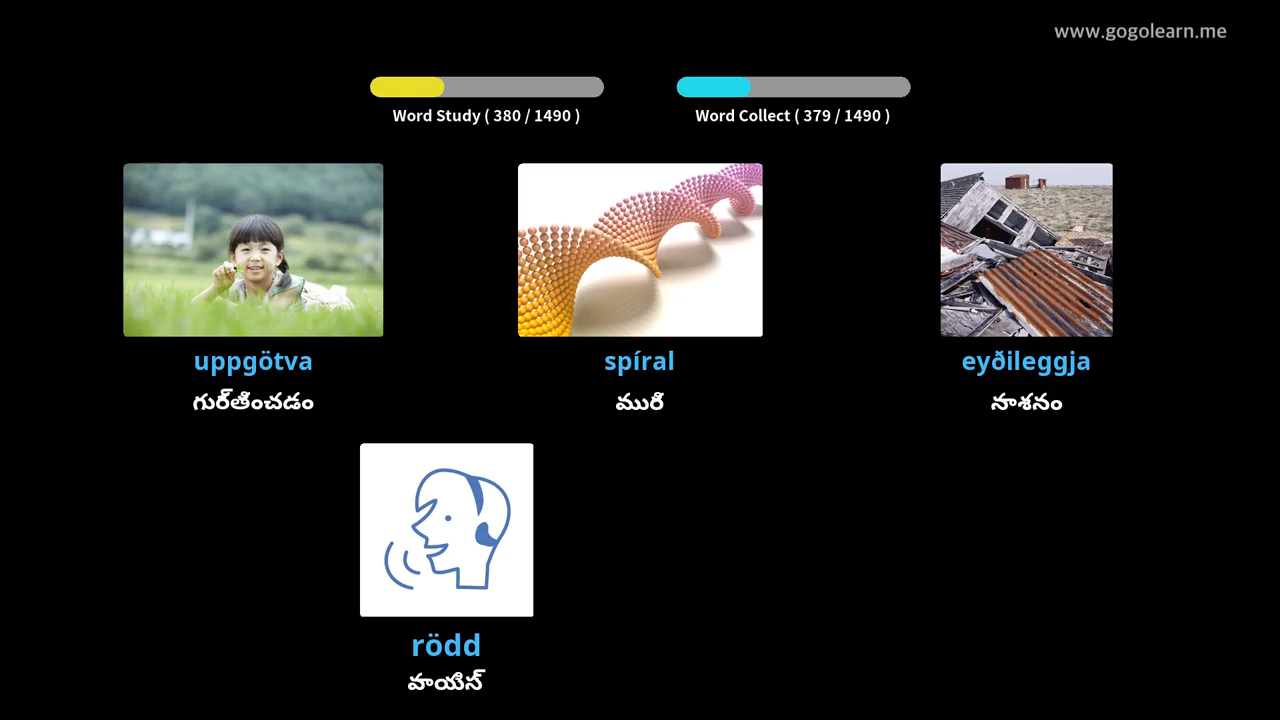 www.gogolearn.me
Word Study ( 380 / 1490 )
Word Collect ( 379 / 1490 )
uppgötva
spíral
eyðileggja
గుర్తించడం
మురి
నాశనం
rödd
వాయిస్